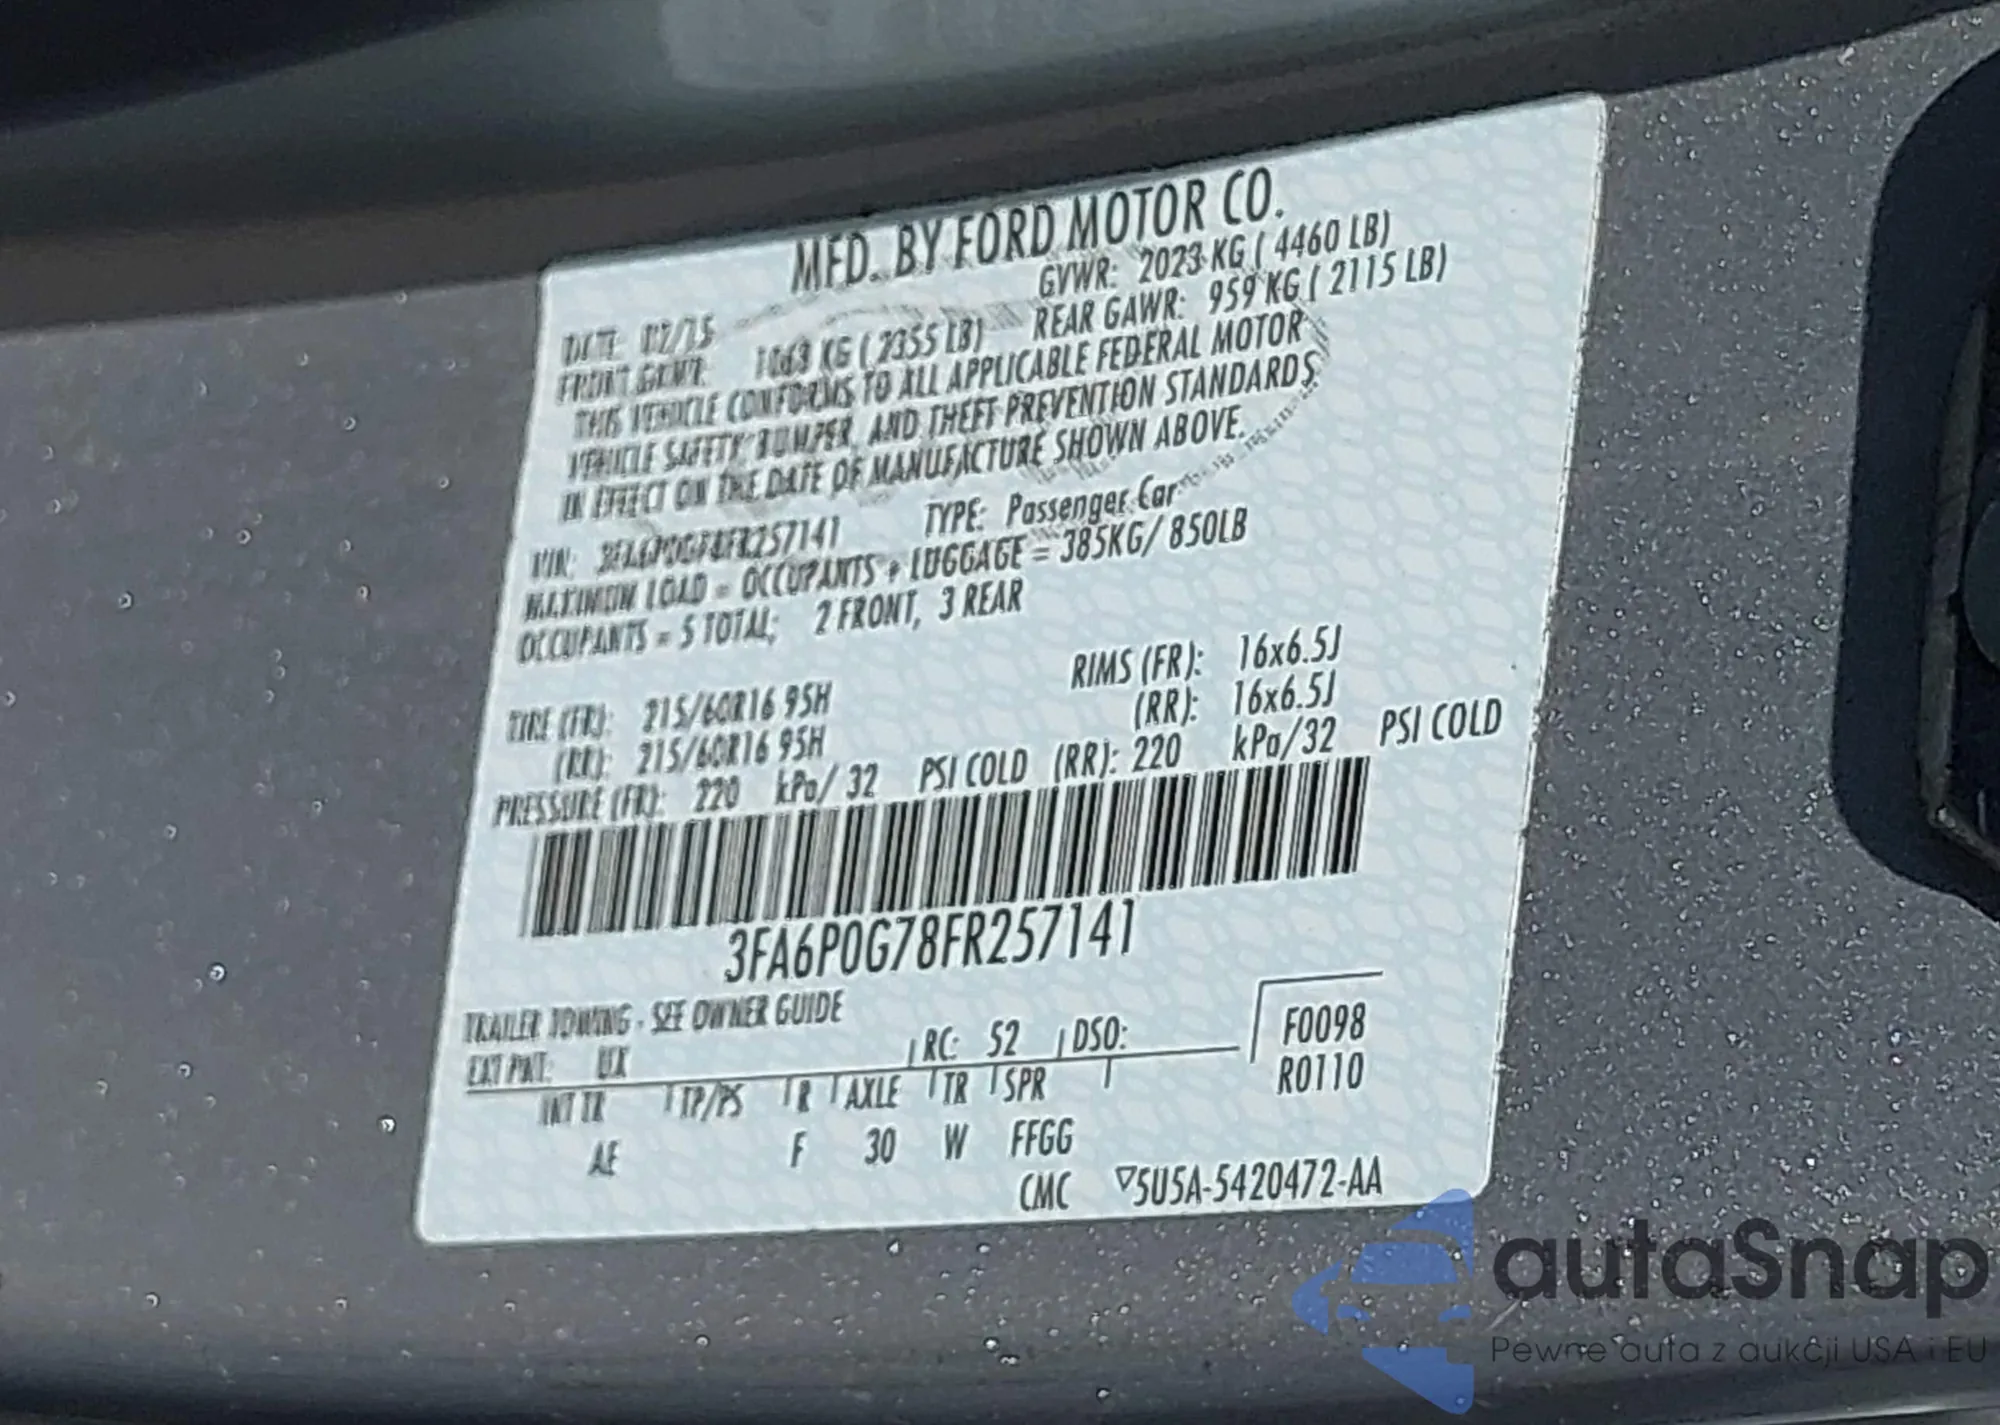 MFD. BY FORD MOTOR CO.
DATE: 02/15 GVWR: 2023 KG ( 4460 LB)
FRONT GAWR: 1068 KG ( 2355 LB) REAR GAWR: 959 KG ( 2115 LB)
THIS VEHICLE CONFORMS TO ALL APPLICABLE FEDERAL MOTOR
VEHICLE SAFETY BUMPER, AND THEFT PREVENTION STANDARDS
IN EFFECT ON THE DATE OF MANUFACTURE SHOWN ABOVE.
VIN: 3FA6P0G78FR257141 TYPE: Passenger Car
MAXIMUM LOAD = OCCUPANTS + LUGGAGE = 385KG/ 850LB
OCCUPANTS = 5 TOTAL; 2 FRONT, 3 REAR
TIRE (FR): 215/60R16 95H RIMS (FR): 16x6.5J
(RR): 215/60R16 95H (RR): 16x6.5J
PRESSURE (FR): 220 kPa/ 32 PSI COLD (RR): 220 kPa/32 PSI COLD
3FA6P0G78FR257141
TRAILER TOWING - SEE OWNER GUIDE
EXT PNT: UX RC: 52 DSO: F0098
INT TR TP/PS R AXLE TR SPR R0110
AE F 30 W FFGG
CMC ▽5U5A-5420472-AA
autaSnap
Pewne auta z aukcji USA i EU